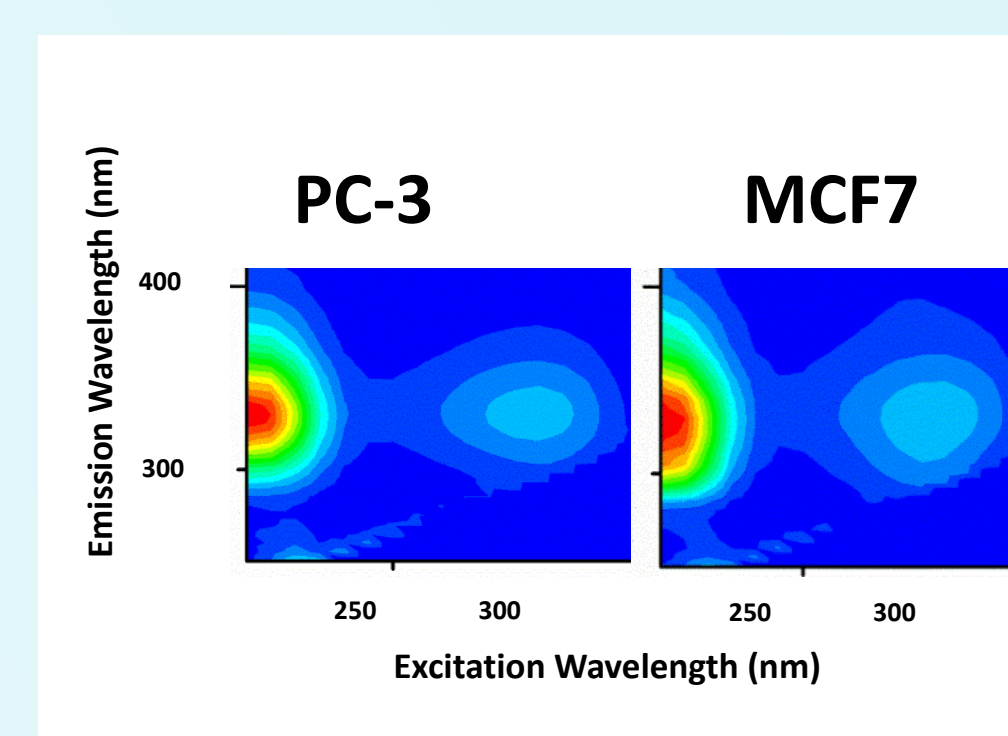 PC-3
MCF7
Emission Wavelength (nm)
400
300
250 300
250 300
Excitation Wavelength (nm)